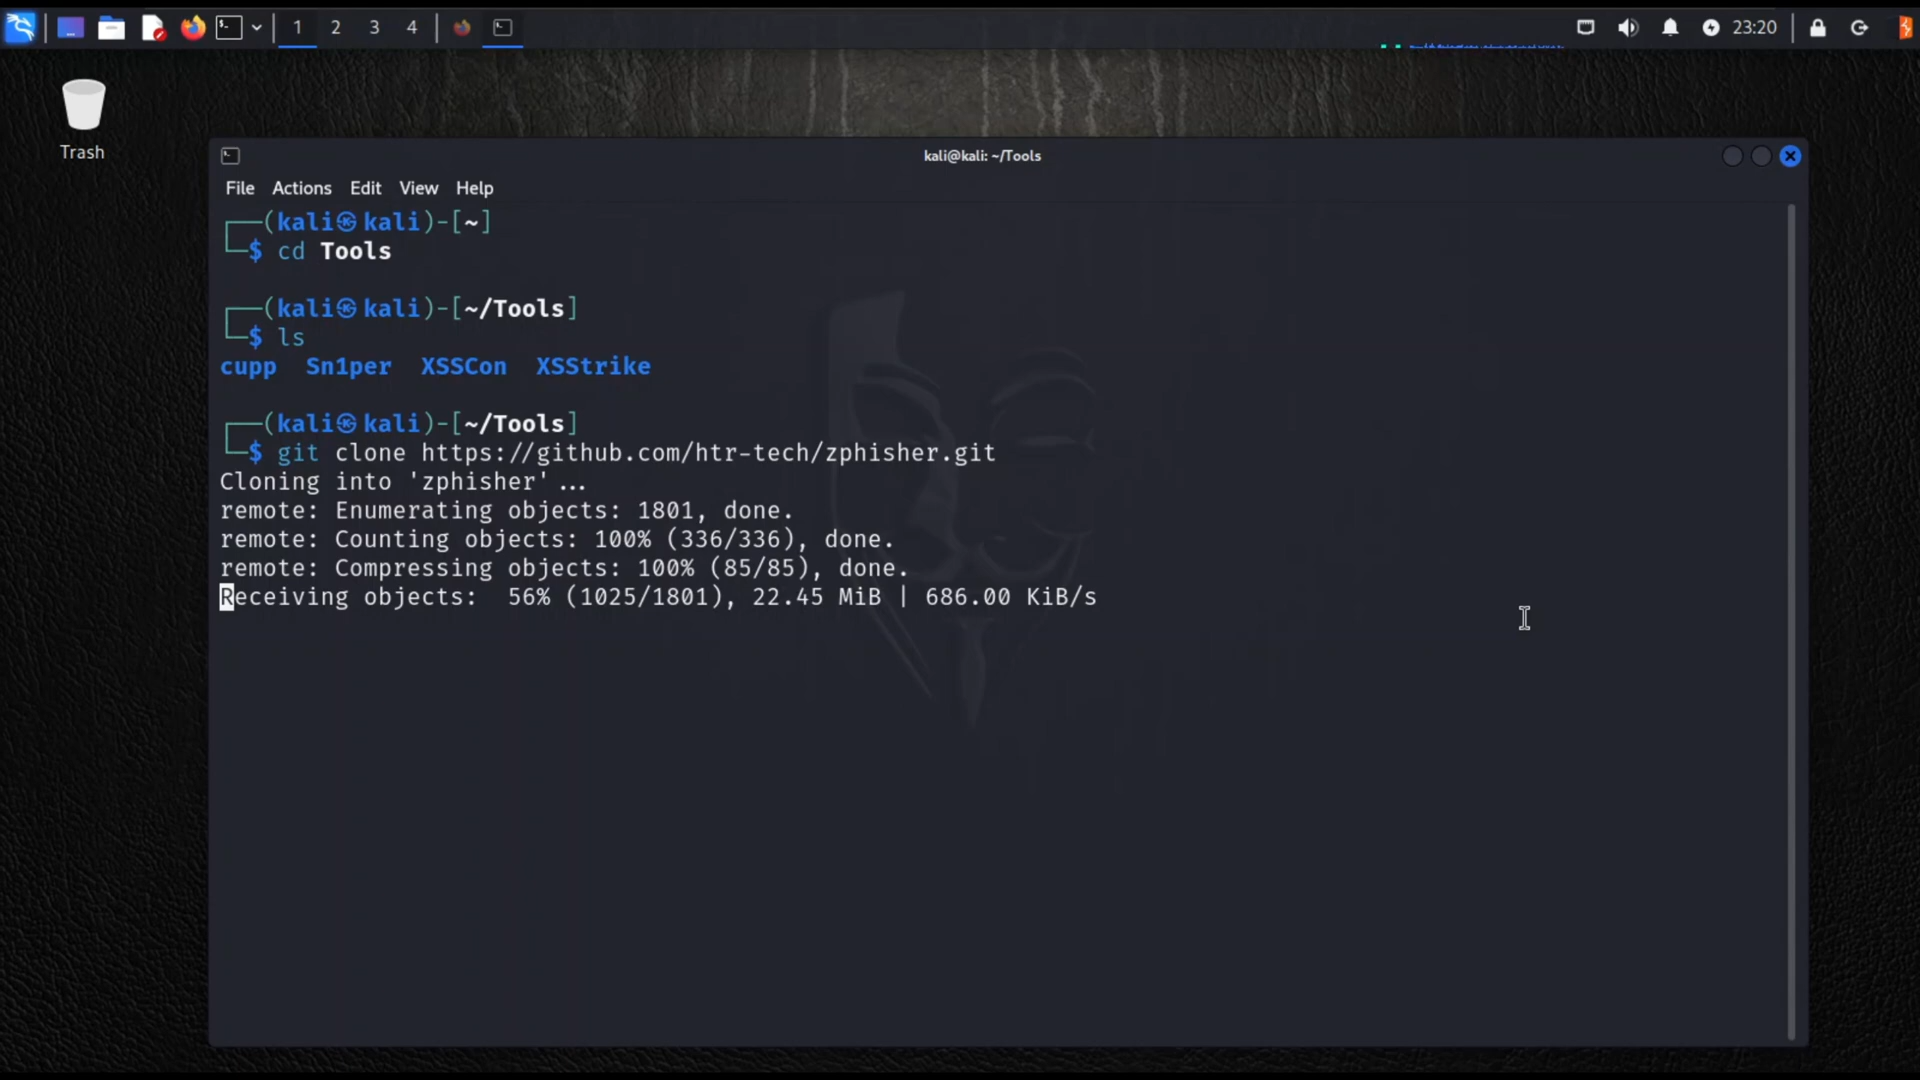 1 2 3 4 23:20
Trash
kali@kali: ~/Tools
File Actions Edit View Help
┌──(kali㉿kali)-[~]
└─$ cd Tools
┌──(kali㉿kali)-[~/Tools]
└─$ ls
cupp Sn1per XSSCon XSStrike
┌──(kali㉿kali)-[~/Tools]
└─$ git clone https://github.com/htr-tech/zphisher.git
Cloning into 'zphisher'...
remote: Enumerating objects: 1801, done.
remote: Counting objects: 100% (336/336), done.
remote: Compressing objects: 100% (85/85), done.
Receiving objects:  56% (1025/1801), 22.45 MiB | 686.00 KiB/s